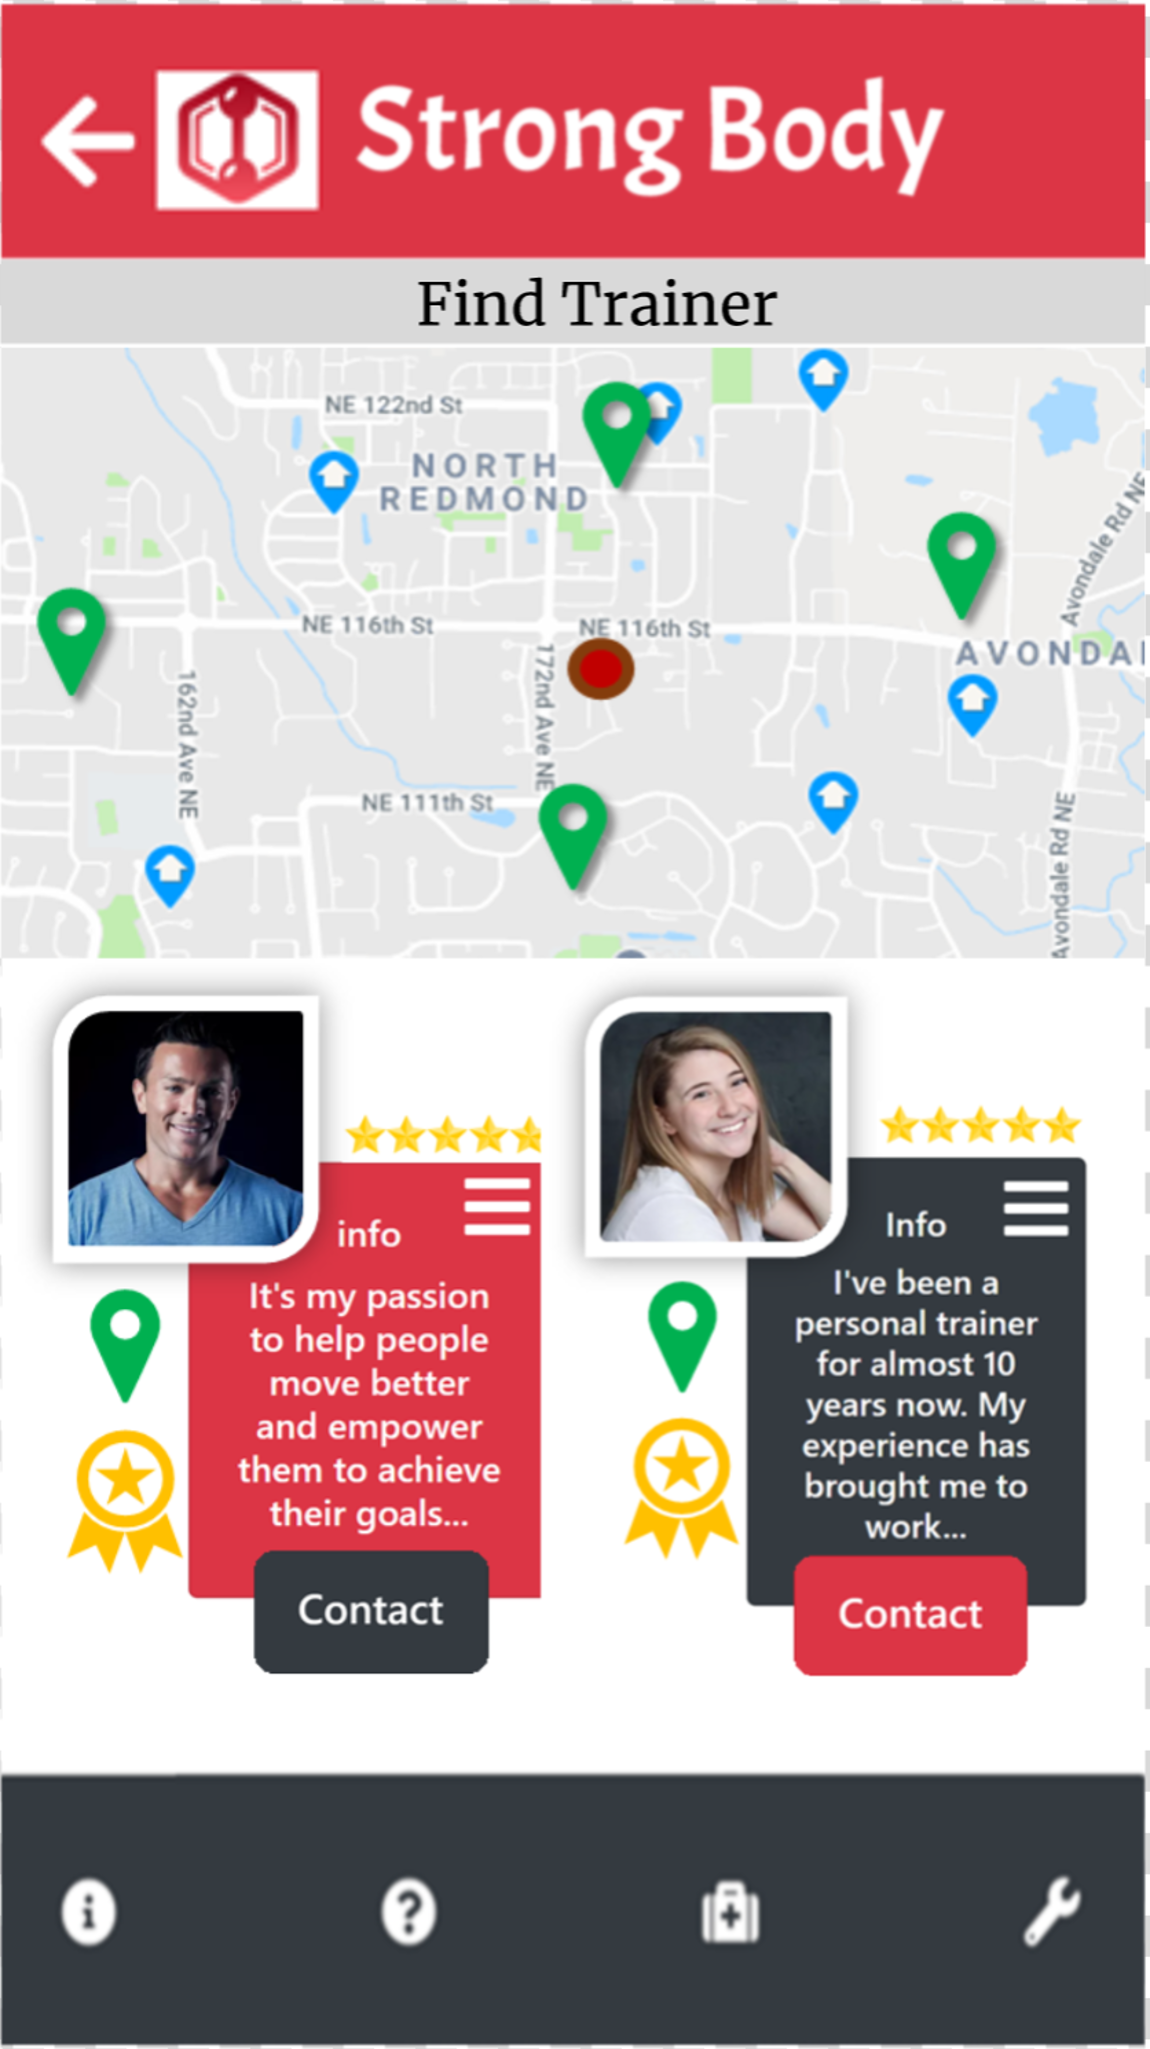 Strong Body
Find Trainer
NE 122nd St
NORTH
REDMOND
Avondale Rd NE
NE 116th St
NE 116th St
162nd Ave NE
172nd Ave NE
NE 111th St
Avondale Rd NE
info
It's my passion
to help people
move better
and empower
them to achieve
their goals...
Contact
Info
I've been a
personal trainer
for almost 10
years now. My
experience has
brought me to
work...
Contact